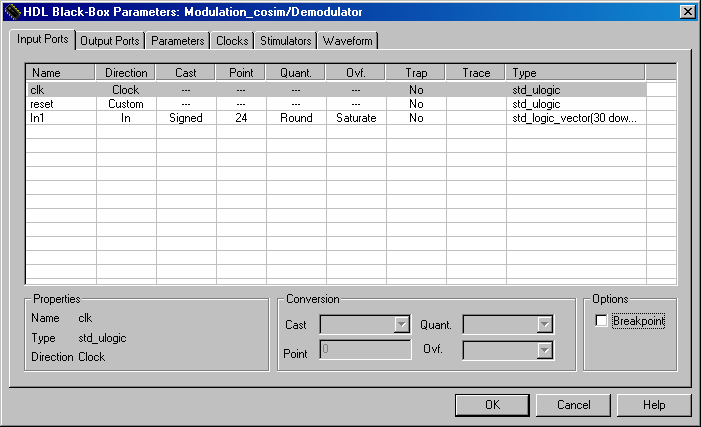 HDL Black-Box Parameters: Modulation_cosim/Demodulator
Input Ports Output Ports Parameters Clocks Stimulators Waveform
Name Direction Cast Point Quant. Ovf. Trap Trace Type
clk Clock --- --- --- --- No std_ulogic
reset Custom --- --- --- --- No std_ulogic
In1 In Signed 24 Round Saturate No std_logic_vector(30 dow...
Properties
Name clk
Type std_ulogic
Direction Clock
Conversion
Cast Quant.
Point 0 Ovf.
Options
Breakpoint
OK Cancel Help